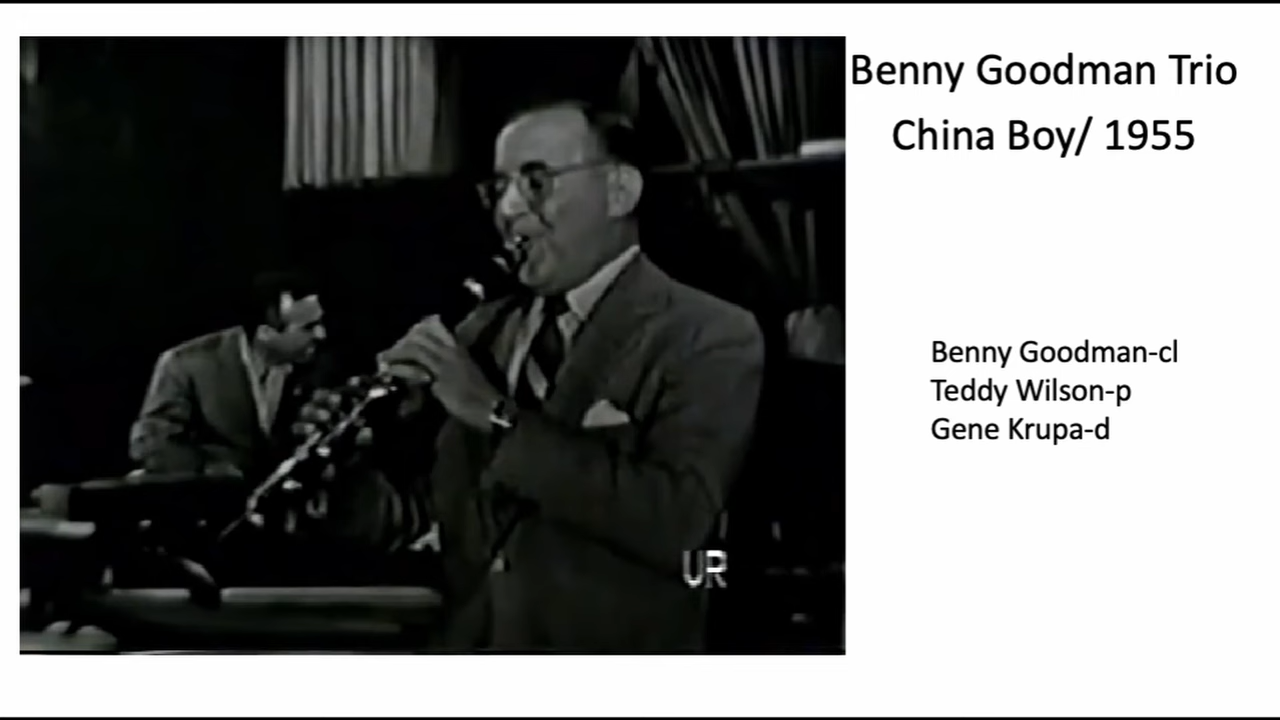 Benny Goodman Trio
China Boy/ 1955
Benny Goodman-cl
Teddy Wilson-p
Gene Krupa-d
UR